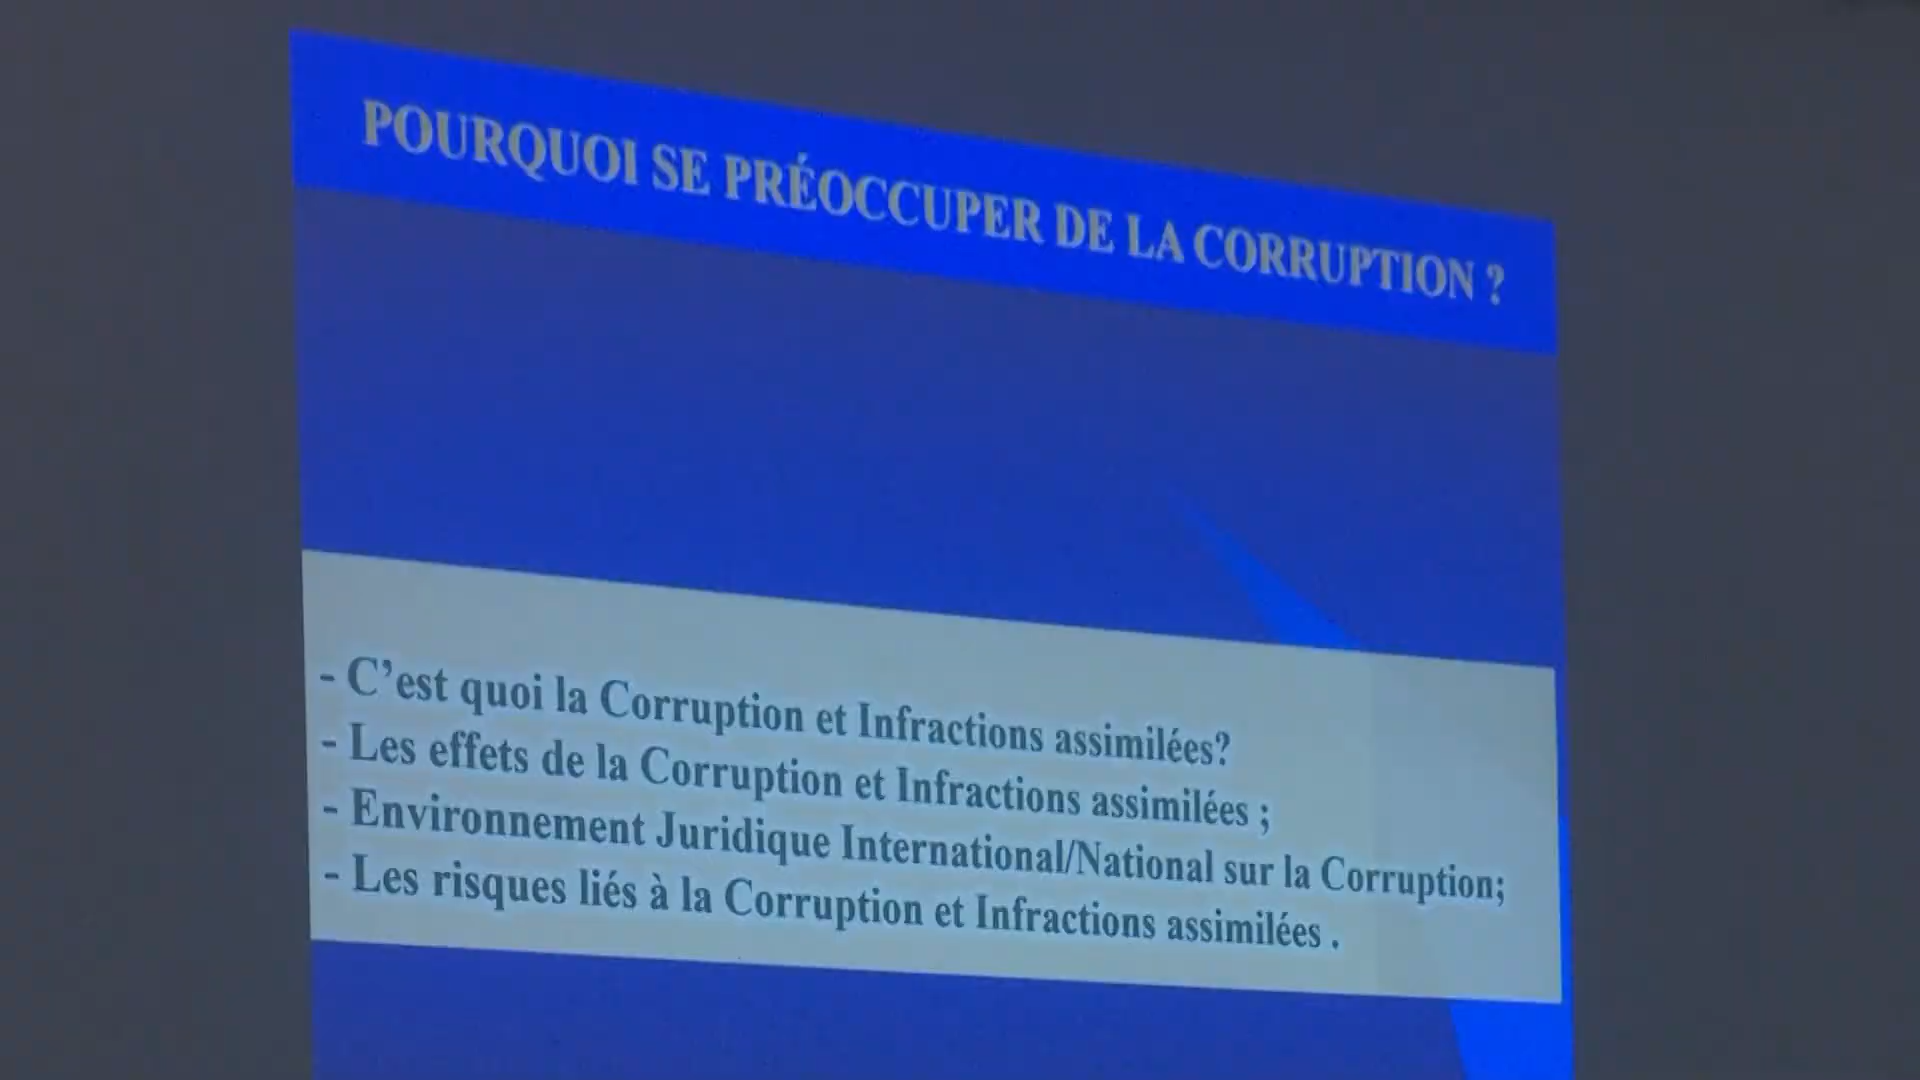 POURQUOI SE PRÉOCCUPER DE LA CORRUPTION ?
- C'est quoi la Corruption et Infractions assimilées?
- Les effets de la Corruption et Infractions assimilées ;
- Environnement Juridique International/National sur la Corruption;
- Les risques liés à la Corruption et Infractions assimilées .